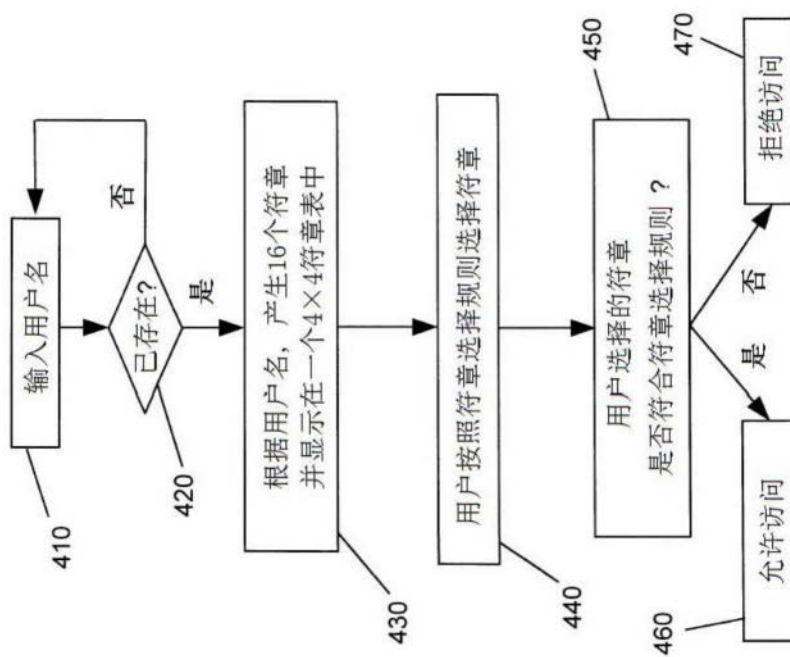 410
输入用户名
420
已存在?
否
是
430
根据用户名，产生16个符章
并显示在一个4×4符章表中
440
用户按照符章选择规则选择符章
450
用户选择的符章
是否符合符章选择规则？
是
否
460
允许访问
470
拒绝访问